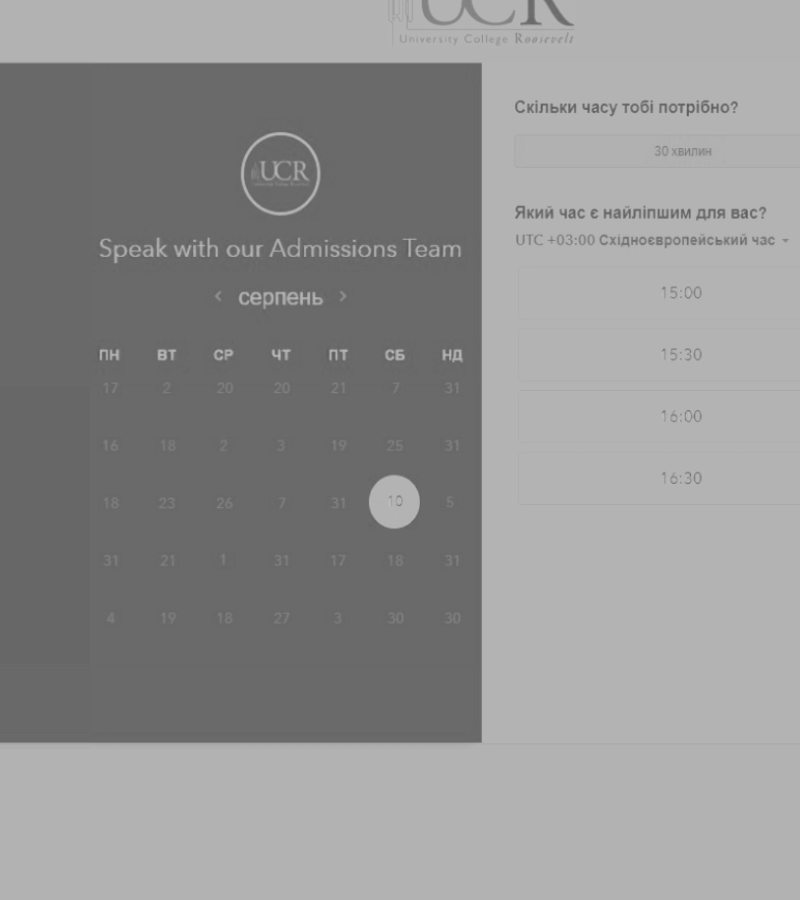 UCR
University College Roosevelt
UCR
Speak with our Admissions Team
‹ серпень ›
ПН ВТ СР ЧТ ПТ СБ НД
17 2 20 20 21 7 31
16 18 2 3 19 25 31
18 23 26 7 31 10 5
31 21 1 31 17 18 31
4 19 18 27 3 30 30
Скільки часу тобі потрібно?
30 хвилин
Який час є найліпшим для вас?
UTC +03:00 Східноєвропейський час
15:00
15:30
16:00
16:30